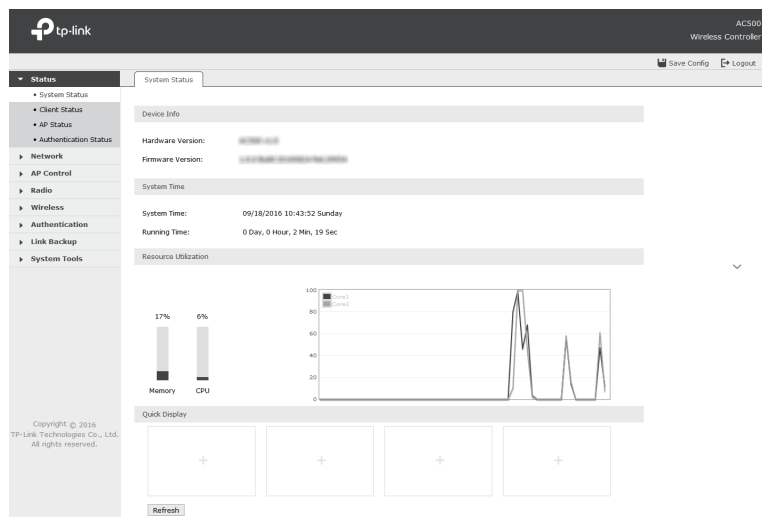 tp-link
AC500
Wireless Controller
Save Config
Logout
Status
System Status
Client Status
AP Status
Authentication Status
Network
AP Control
Radio
Wireless
Authentication
Link Backup
System Tools
Copyright © 2016
TP-Link Technologies Co., Ltd.
All rights reserved.
System Status
Device Info
Hardware Version:
Firmware Version:
System Time
System Time: 09/18/2016 10:43:52 Sunday
Running Time: 0 Day, 0 Hour, 2 Min, 19 Sec
Resource Utilization
17% 6%
Memory CPU
100
80
60
40
20
0
Core1
Core2
Quick Display
+ + + +
Refresh